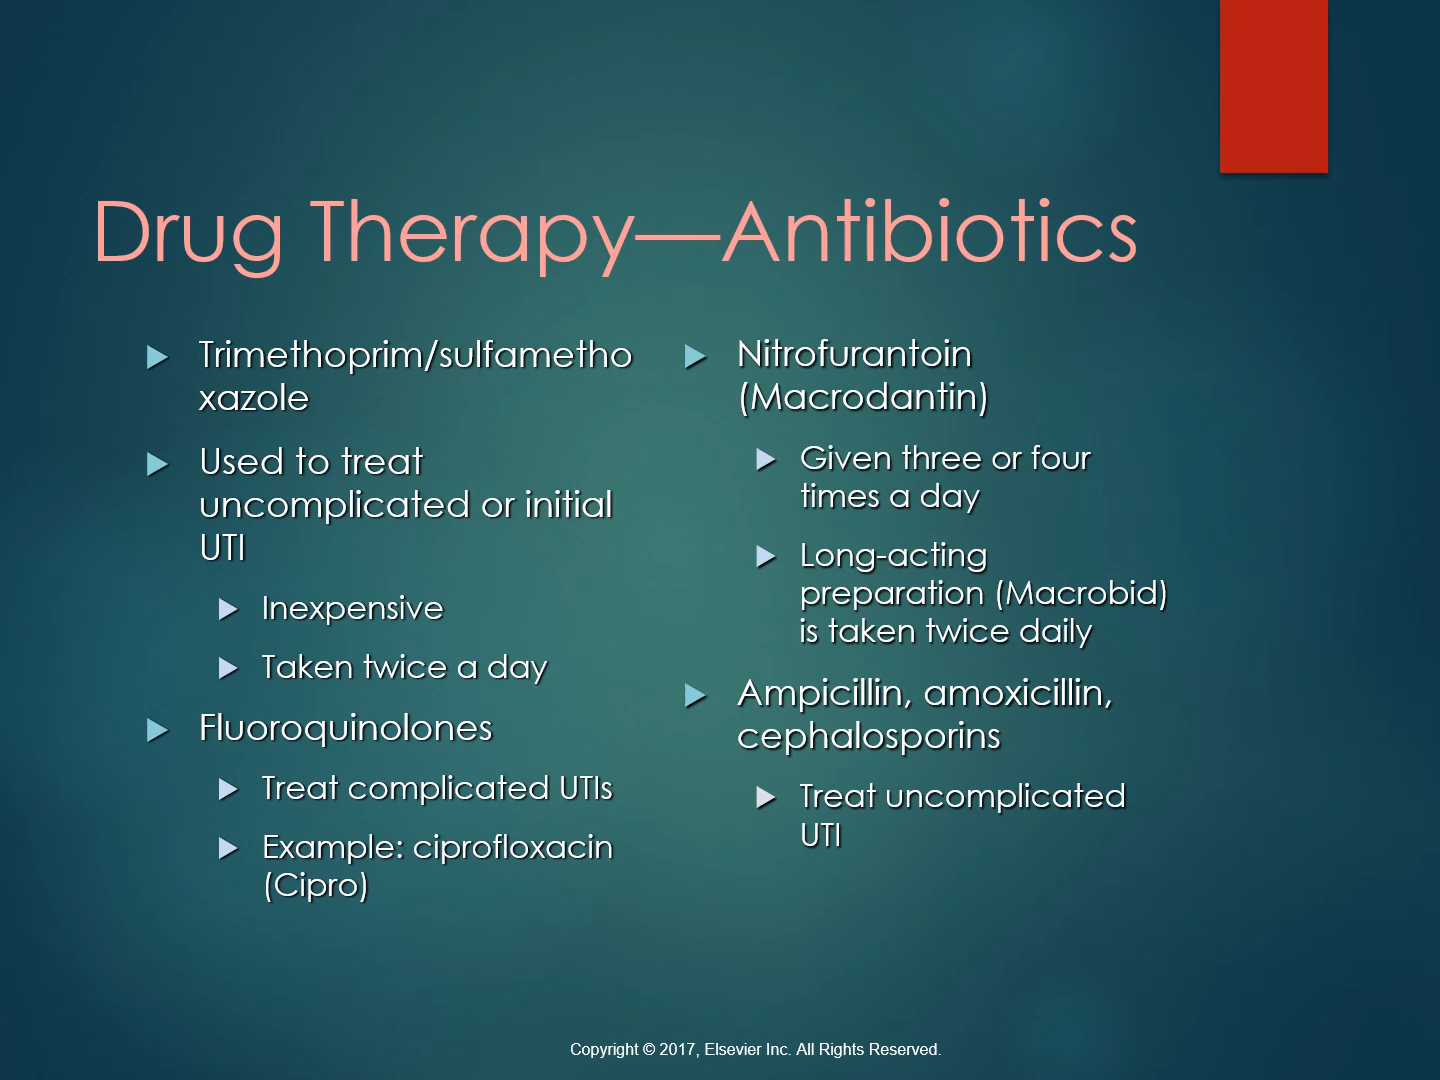 Drug Therapy—Antibiotics
Trimethoprim/sulfametho
xazole
Used to treat
uncomplicated or initial
UTI
Inexpensive
Taken twice a day
Fluoroquinolones
Treat complicated UTIs
Example: ciprofloxacin
(Cipro)
Nitrofurantoin
(Macrodantin)
Given three or four
times a day
Long-acting
preparation (Macrobid)
is taken twice daily
Ampicillin, amoxicillin,
cephalosporins
Treat uncomplicated
UTI
Copyright © 2017, Elsevier Inc. All Rights Reserved.